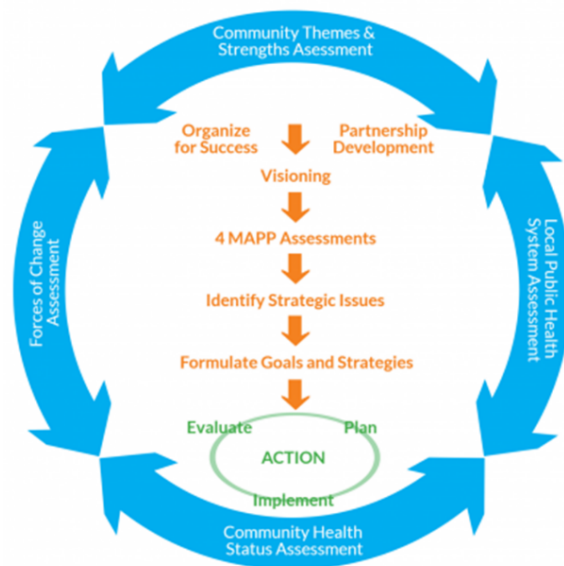 Community Themes &
Strengths Asessment
Organize
for Success
Partnership
Development
Visioning
4 MAPP Assessments
Identify Strategic Issues
Formulate Goals and Strategies
Evaluate
Plan
ACTION
Implement
Forces of Change
Assessment
Local Public Health
System Assessment
Community Health
Status Assessment